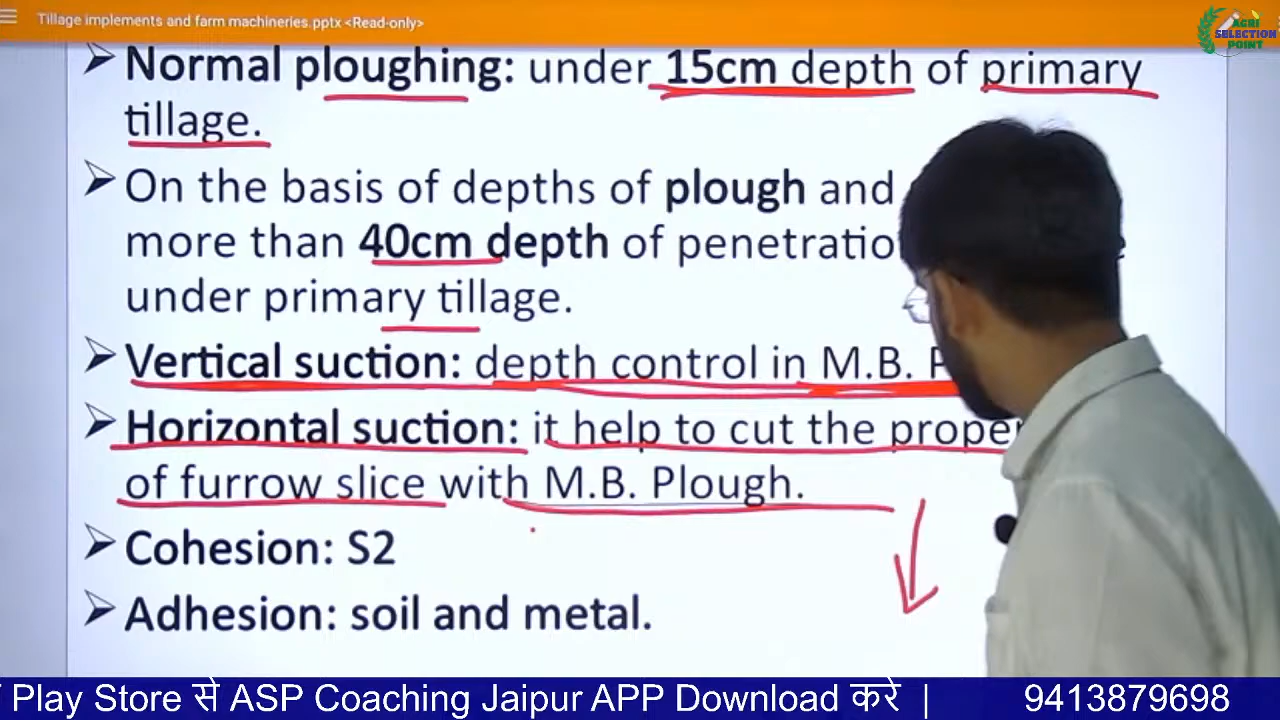 Tillage implements and farm machineries.pptx <Read-only>
AGRI
SELECTION
POINT
➢ Normal ploughing: under 15cm depth of primary
tillage.
➢ On the basis of depths of plough and
more than 40cm depth of
under primary tillage.
➢ Vertical suction: depth control in M.B.
➢ Horizontal suction: it help to cut the
of furrow slice with M.B. Plough.
➢ Cohesion: S2
➢ Adhesion: soil and metal.
Play Store से ASP Coaching Jaipur APP Download करे | 9413879698